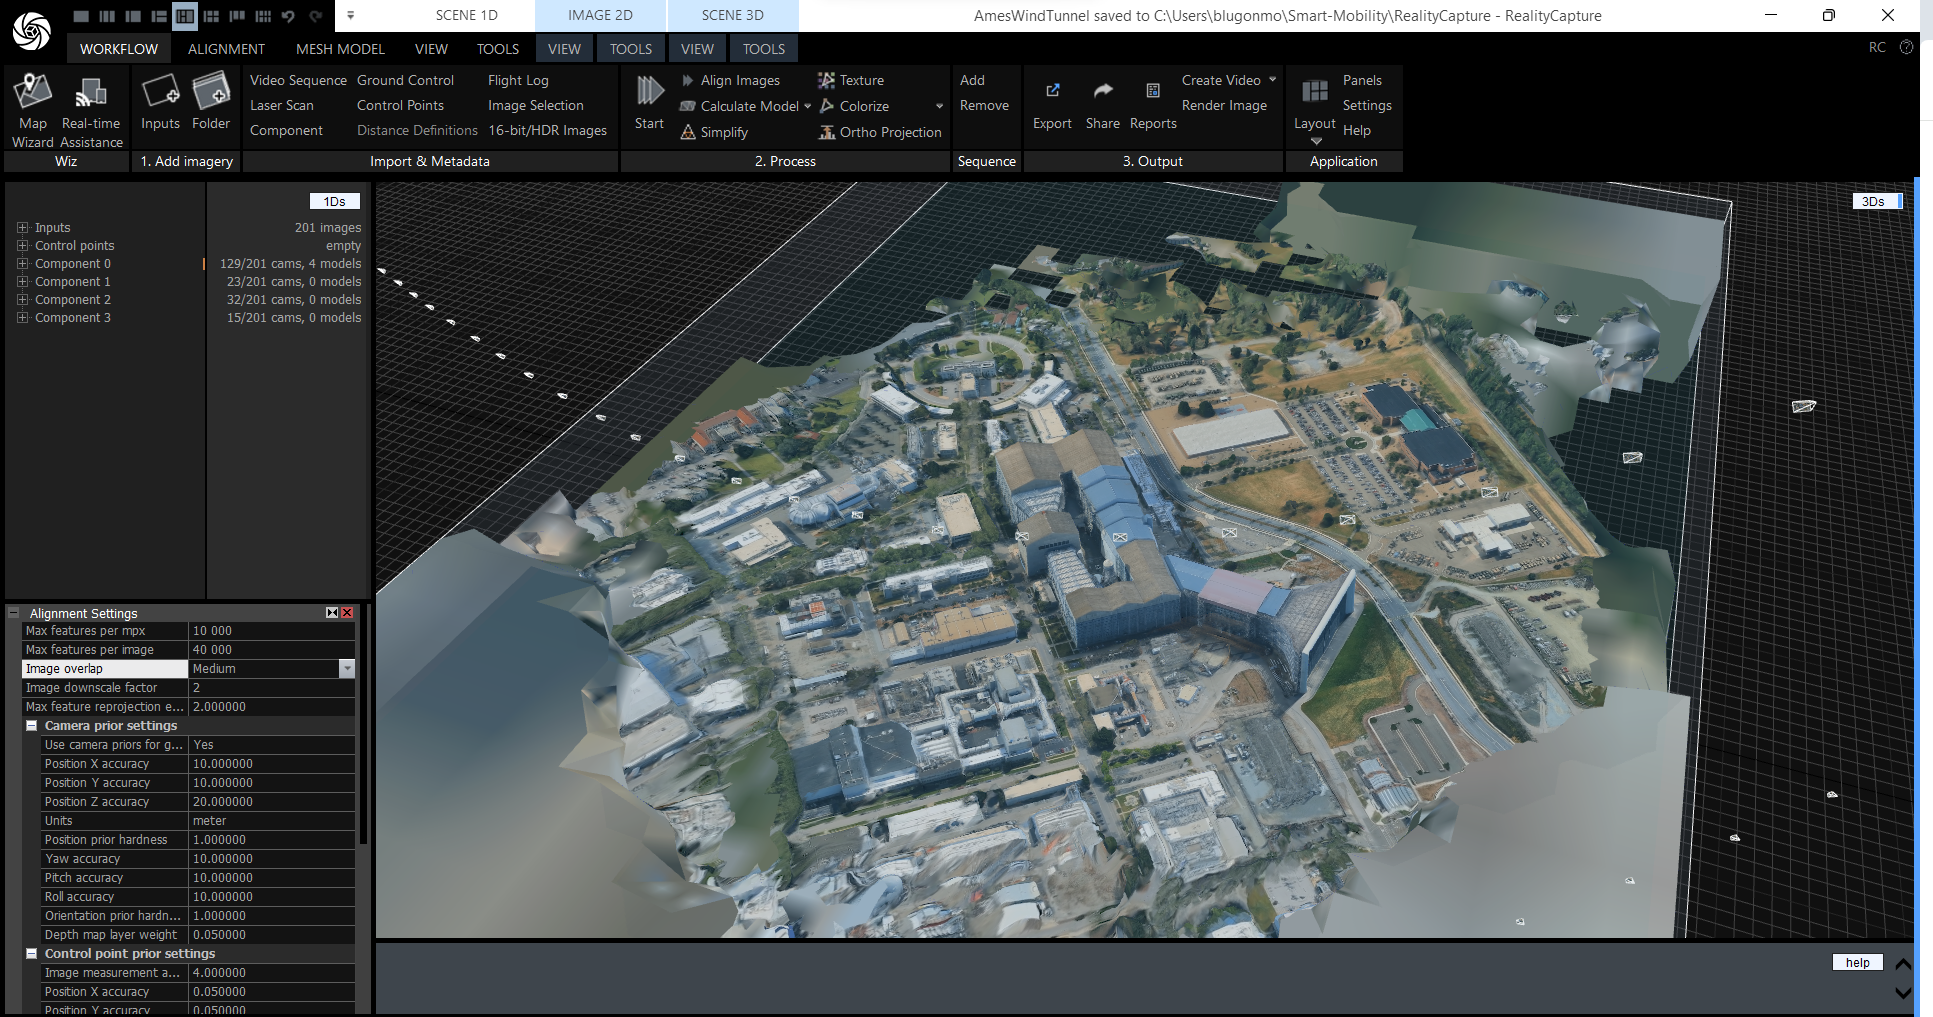 SCENE 1D IMAGE 2D SCENE 3D AmesWindTunnel saved to C:\Users\blugonmo\Smart-Mobility\RealityCapture - RealityCapture
WORKFLOW ALIGNMENT MESH MODEL VIEW TOOLS VIEW TOOLS VIEW TOOLS RC ?
Map Wizard
Real-time Assistance
Wiz
Inputs
Folder
1. Add imagery
Video Sequence Ground Control Flight Log
Laser Scan Control Points Image Selection
Component Distance Definitions 16-bit/HDR Images
Import & Metadata
Start
Align Images Texture
Calculate Model Colorize
Simplify Ortho Projection
2. Process
Add
Remove
Sequence
Export
Share
Reports
Create Video
Render Image
3. Output
Layout
Panels
Settings
Help
Application
1Ds
Inputs 201 images
Control points empty
Component 0 129/201 cams, 4 models
Component 1 23/201 cams, 0 models
Component 2 32/201 cams, 0 models
Component 3 15/201 cams, 0 models
3Ds
Alignment Settings
Max features per mpx 10 000
Max features per image 40 000
Image overlap Medium
Image downscale factor 2
Max feature reprojection e... 2.000000
Camera prior settings
Use camera priors for g... Yes
Position X accuracy 10.000000
Position Y accuracy 10.000000
Position Z accuracy 20.000000
Units meter
Position prior hardness 1.000000
Yaw accuracy 10.000000
Pitch accuracy 10.000000
Roll accuracy 10.000000
Orientation prior hardn... 1.000000
Depth map layer weight 0.050000
Control point prior settings
Image measurement a... 4.000000
Position X accuracy 0.050000
Position Y accuracy 0.050000
help